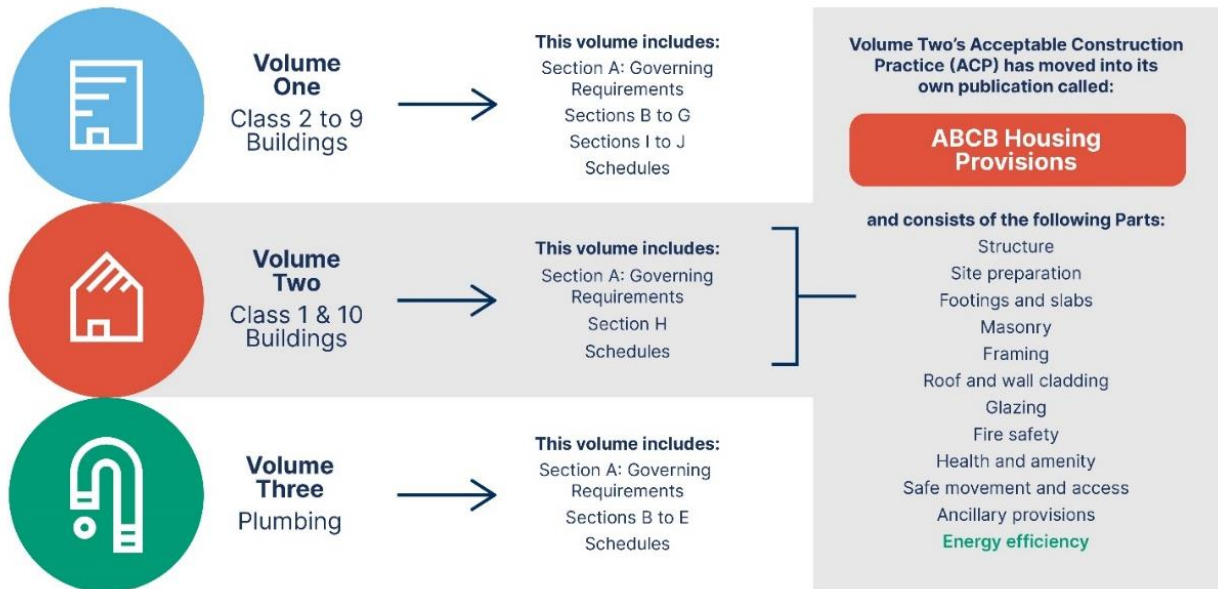 Volume
One
Class 2 to 9
Buildings
This volume includes:
Section A: Governing
Requirements
Sections B to G
Sections I to J
Schedules
Volume
Two
Class 1 & 10
Buildings
This volume includes:
Section A: Governing
Requirements
Section H
Schedules
Volume
Three
Plumbing
This volume includes:
Section A: Governing
Requirements
Sections B to E
Schedules
Volume Two's Acceptable Construction
Practice (ACP) has moved into its
own publication called:
ABCB Housing
Provisions
and consists of the following Parts:
Structure
Site preparation
Footings and slabs
Masonry
Framing
Roof and wall cladding
Glazing
Fire safety
Health and amenity
Safe movement and access
Ancillary provisions
Energy efficiency